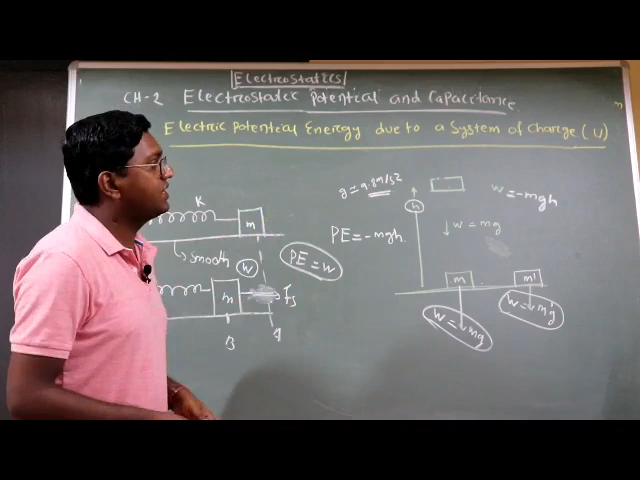 Electrostatics
CH-2 Electrostatic Potential and Capacitance
Electric Potential Energy due to a System of Charge (U)
g = 9.8 m/s2
h
w = -mgh
K
m
PE = -mgh.
↓ w = mg
smooth
W
PE = W
m
m'
m
Fs
W = mg
W = m'g
B
A